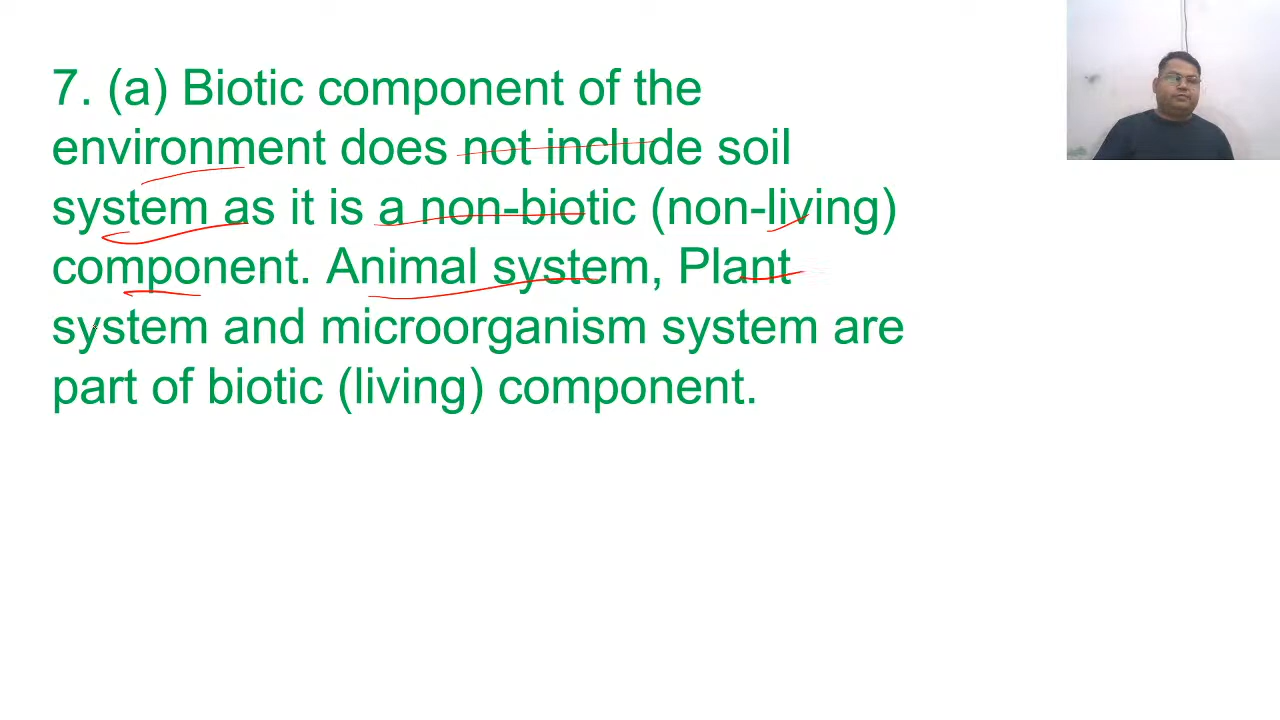 7. (a) Biotic component of the
environment does not include soil
system as it is a non-biotic (non-living)
component. Animal system, Plant
system and microorganism system are
part of biotic (living) component.